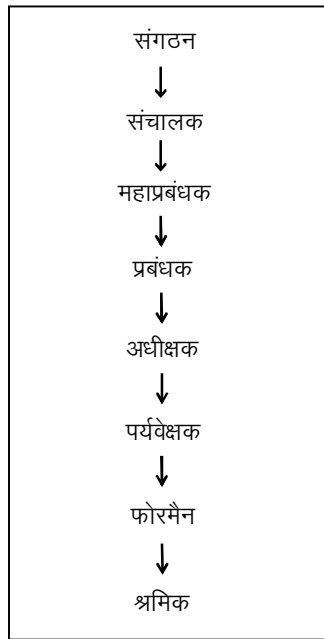 संगठन
संचालक
महाप्रबंधक
प्रबंधक
अधीक्षक
पर्यवेक्षक
फोरमैन
श्रमिक